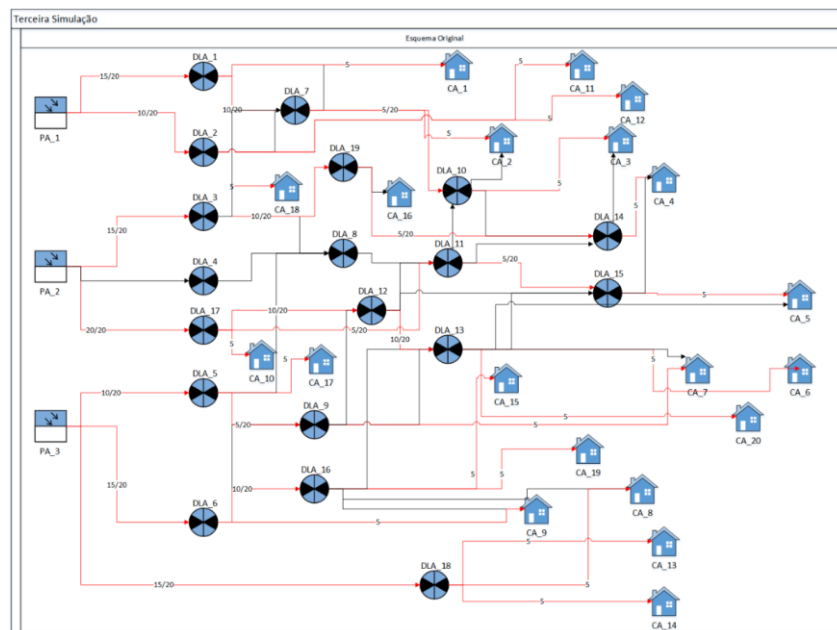 Terceira Simulação
Esquema Original
DLA_1
15/20
5
CA_1
5
CA_11
PA_1
10/20
DLA_2
10/20
DLA_7
5/20
5
CA_2
5
CA_12
5
CA_3
DLA_19
DLA_3
5
CA_18
10/20
CA_16
DLA_10
5
CA_4
15/20
5/20
DLA_14
PA_2
DLA_4
DLA_8
DLA_11
5/20
DLA_15
5
CA_5
20/20
DLA_17
10/20
DLA_12
5/20
10/20
DLA_13
5
CA_10
5
CA_17
DLA_5
10/20
5
CA_15
CA_7
5
CA_6
PA_3
5/20
DLA_9
5
5
CA_20
15/20
DLA_6
10/20
DLA_16
5
5
CA_19
5
CA_9
5
CA_8
5
CA_13
15/20
DLA_18
5
CA_14